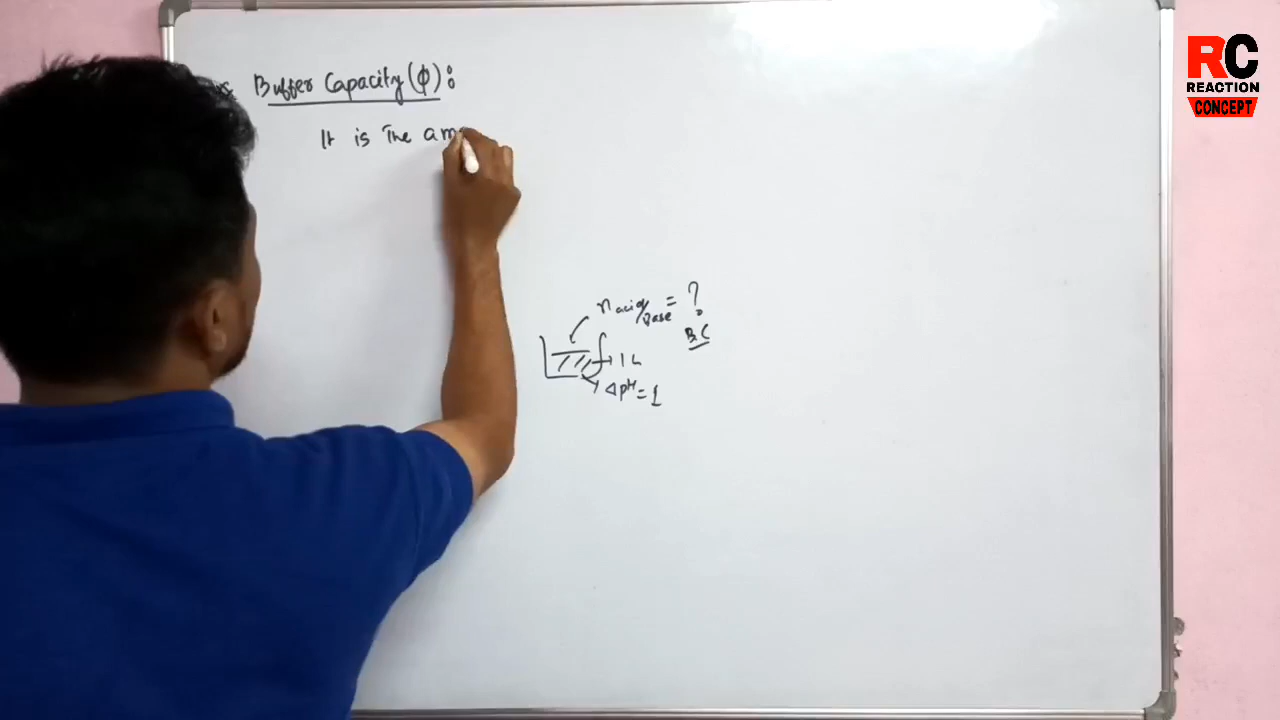 Buffer Capacity (φ):
It is The am
n acid/Base = ?
B.C
1 L
ΔpH = 1
RC
REACTION
CONCEPT